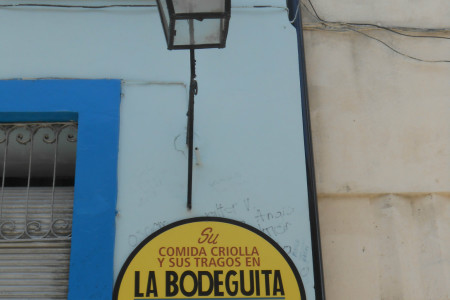 Su
COMIDA CRIOLLA
Y SUS TRAGOS EN
LA BODEGUITA